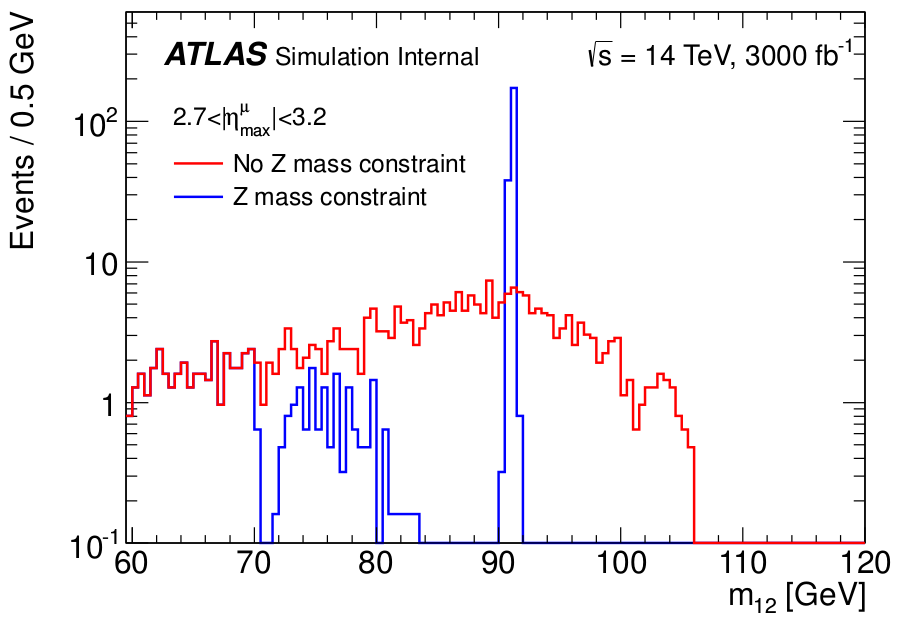 Events / 0.5 GeV
ATLAS Simulation Internal
√s = 14 TeV, 3000 fb⁻¹
2.7<|η^μ_max|<3.2
No Z mass constraint
Z mass constraint
10²
10
1
10⁻¹
60 70 80 90 100 110 120
m₁₂ [GeV]